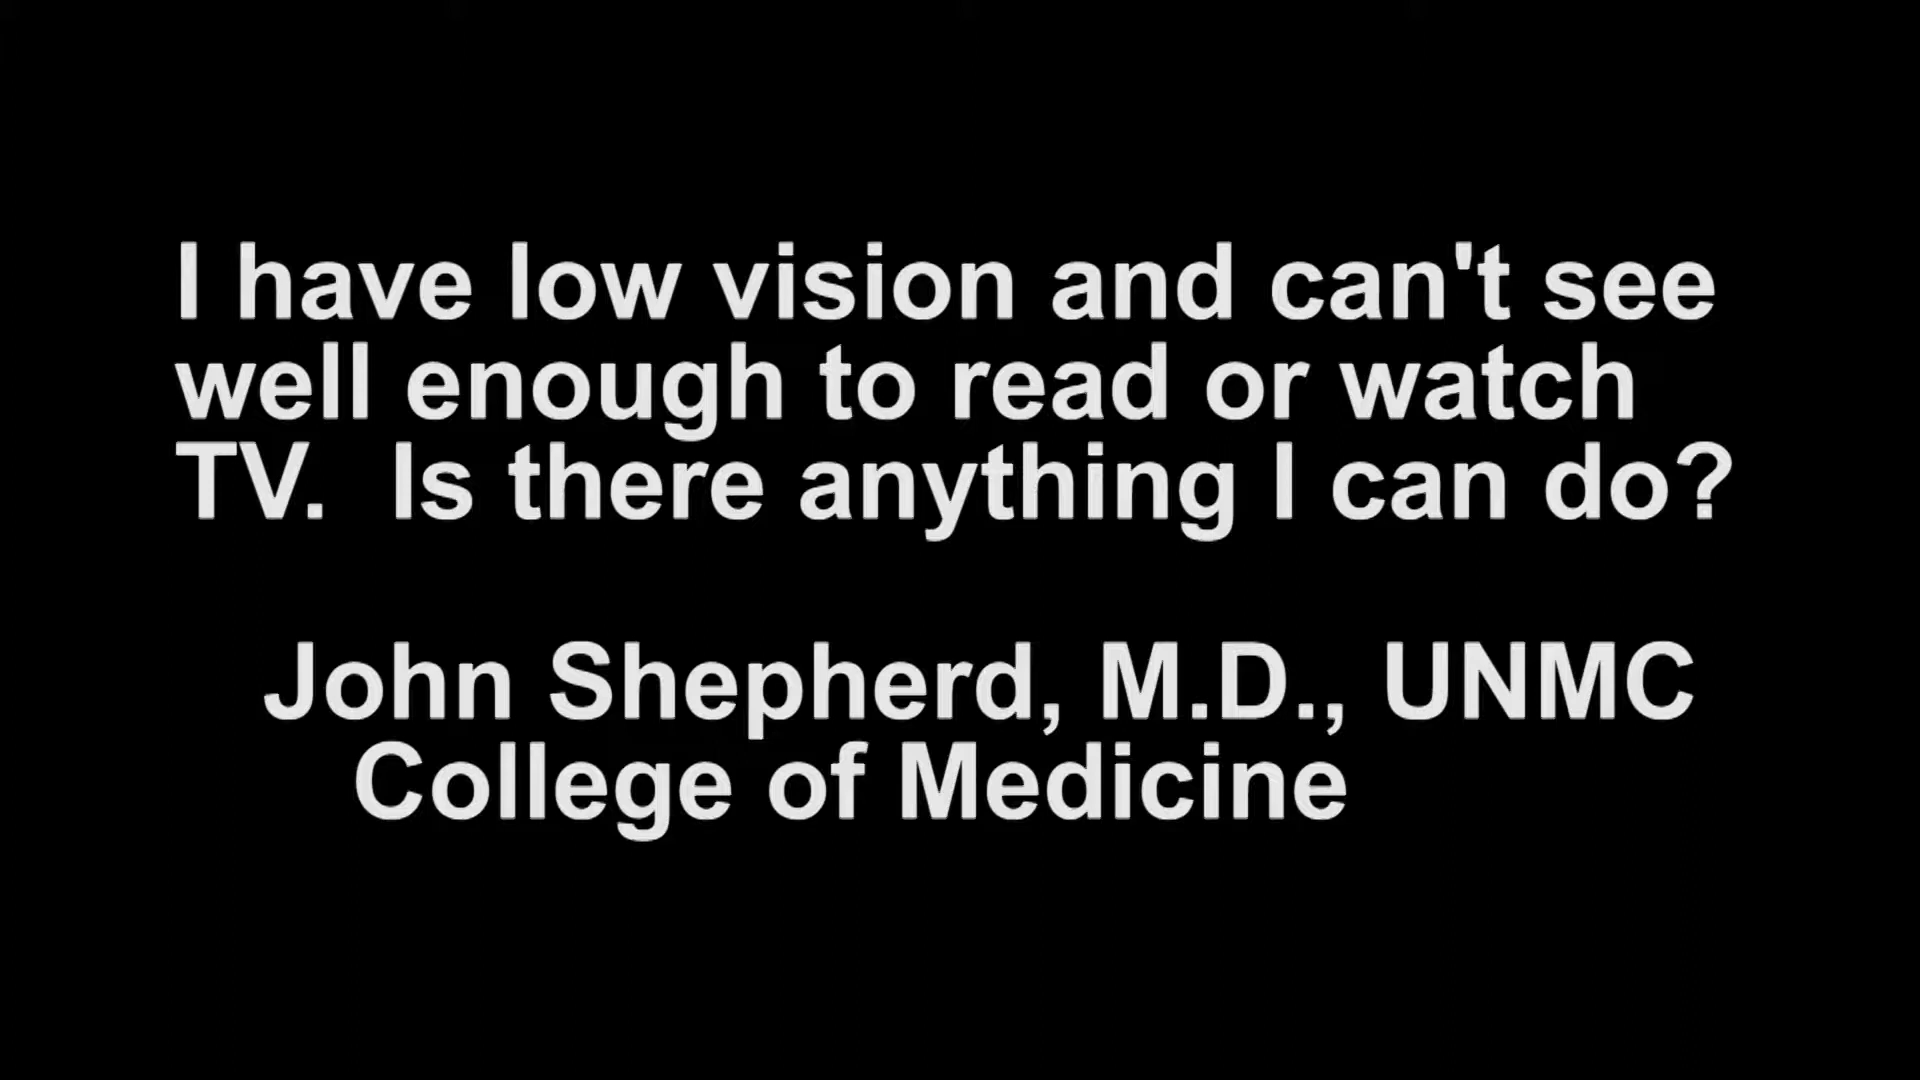 I have low vision and can't see
well enough to read or watch
TV.  Is there anything I can do?
John Shepherd, M.D., UNMC
College of Medicine